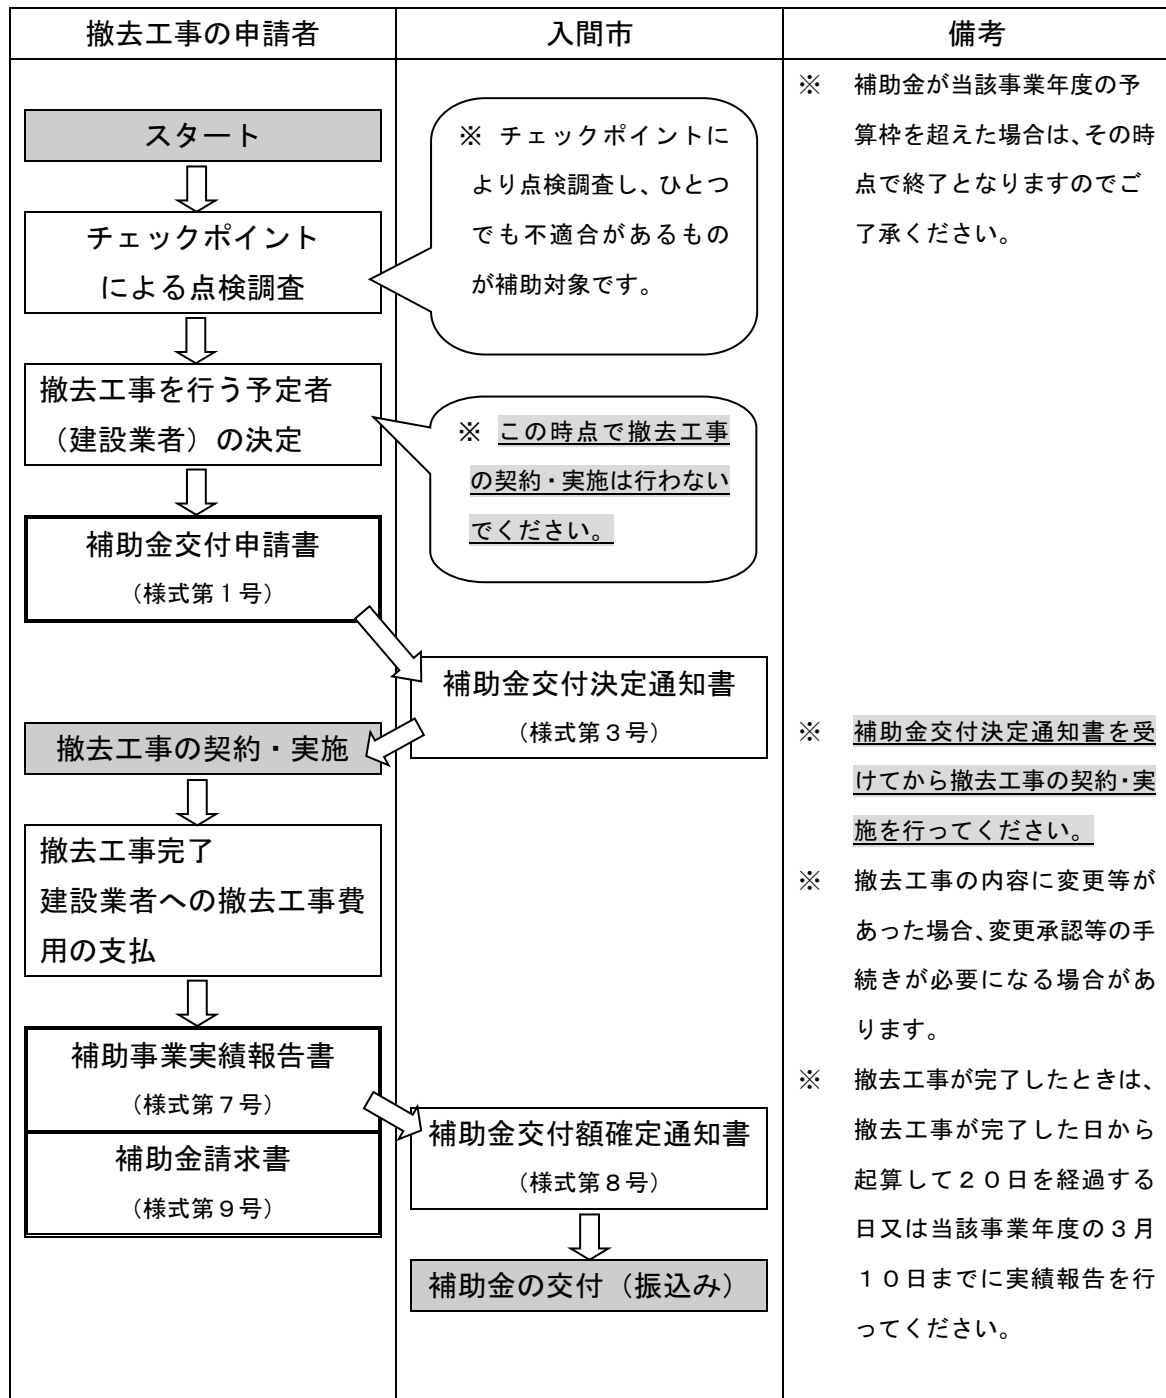 撤去工事の申請者
入間市
備考
スタート
チェックポイント
による点検調査
撤去工事を行う予定者
（建設業者）の決定
補助金交付申請書
（様式第１号）
撤去工事の契約・実施
撤去工事完了
建設業者への撤去工事費
用の支払
補助事業実績報告書
（様式第７号）
補助金請求書
（様式第９号）
※ チェックポイントに
より点検調査し、ひとつ
でも不適合があるもの
が補助対象です。
※ この時点で撤去工事
の契約・実施は行わない
でください。
補助金交付決定通知書
（様式第３号）
補助金交付額確定通知書
（様式第８号）
補助金の交付（振込み）
※ 補助金が当該事業年度の予
算枠を超えた場合は、その時
点で終了となりますのでご
了承ください。
※ 補助金交付決定通知書を受
けてから撤去工事の契約・実
施を行ってください。
※ 撤去工事の内容に変更等が
あった場合、変更承認等の手
続きが必要になる場合があ
ります。
※ 撤去工事が完了したときは、
撤去工事が完了した日から
起算して２０日を経過する
日又は当該事業年度の３月
１０日までに実績報告を行
ってください。